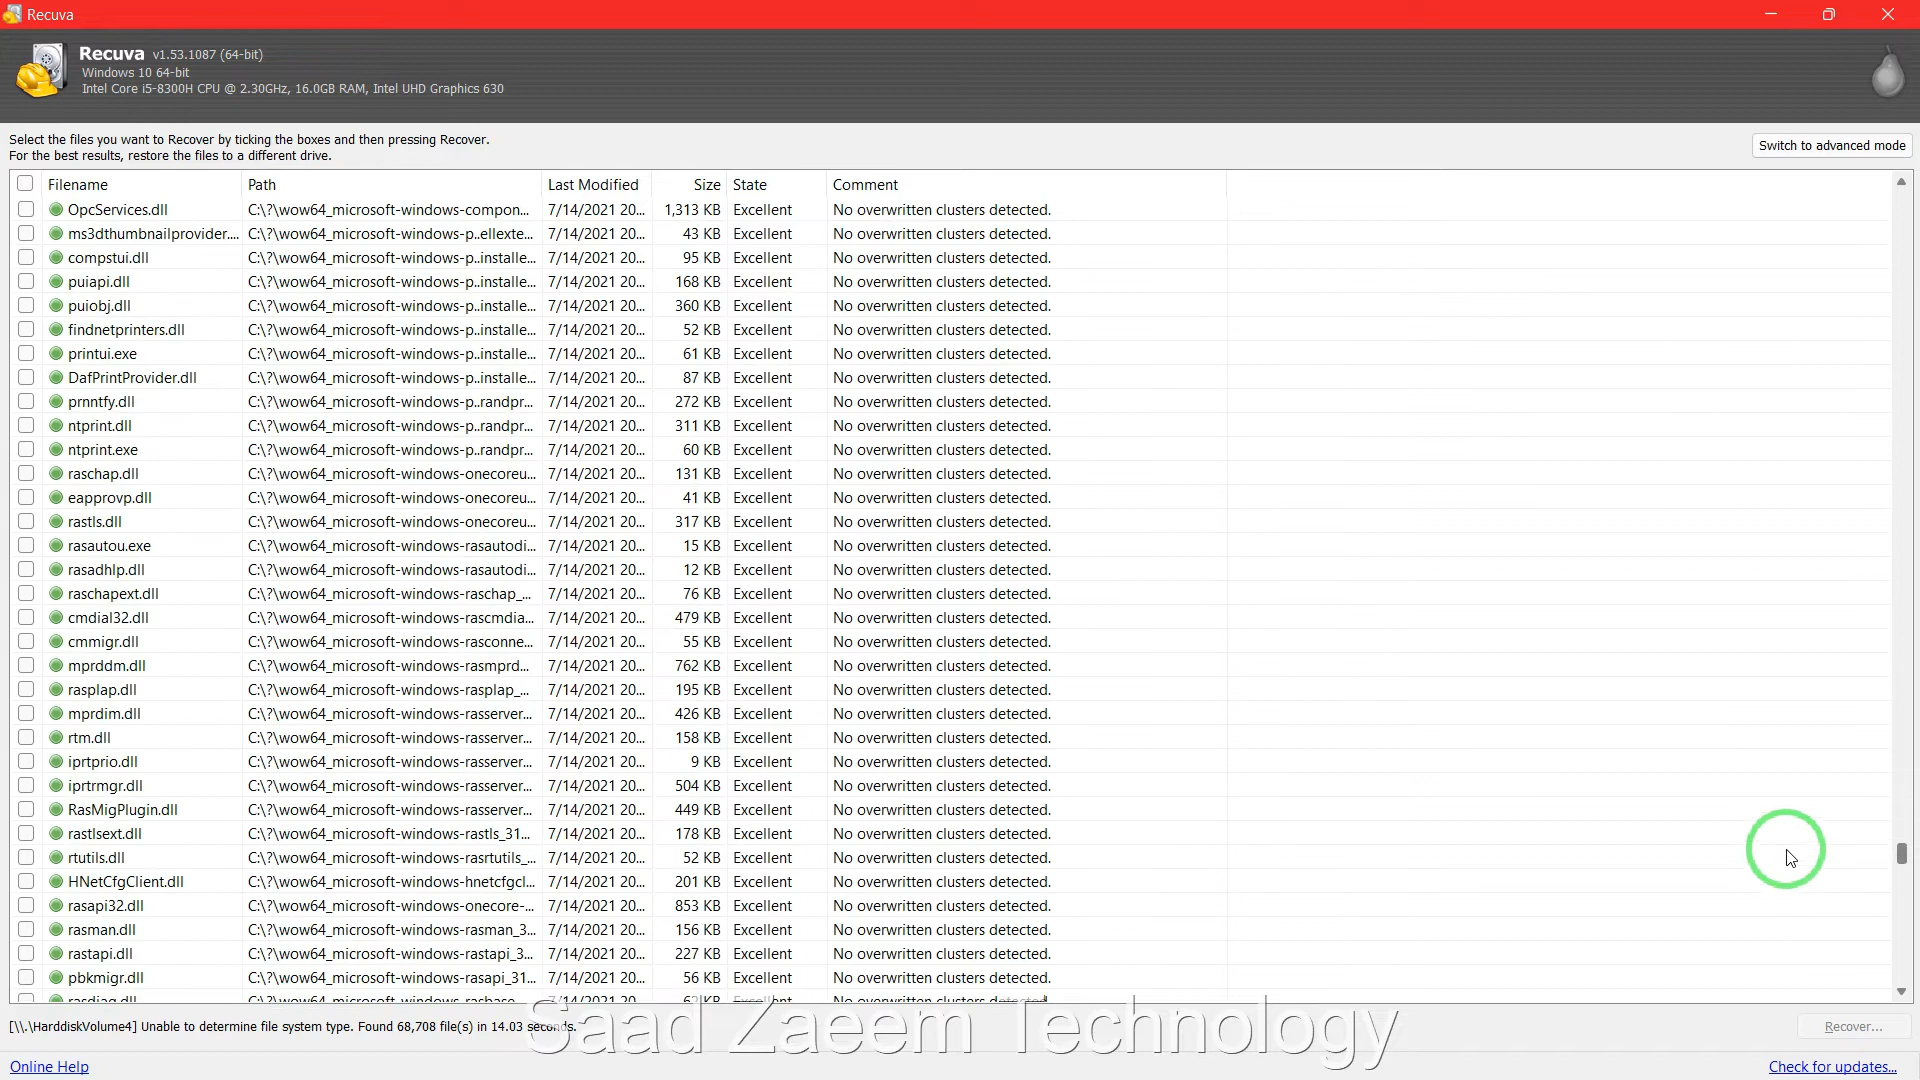 Recuva
Recuva v1.53.1087 (64-bit)
Windows 10 64-bit
Intel Core i5-8300H CPU @ 2.30GHz, 16.0GB RAM, Intel UHD Graphics 630
Select the files you want to Recover by ticking the boxes and then pressing Recover.
For the best results, restore the files to a different drive.
Switch to advanced mode
Filename Path Last Modified Size State Comment
OpcServices.dll C:\?\wow64_microsoft-windows-compon... 7/14/2021 20... 1,313 KB Excellent No overwritten clusters detected.
ms3dthumbnailprovider.... C:\?\wow64_microsoft-windows-p..ellexte... 7/14/2021 20... 43 KB Excellent No overwritten clusters detected.
compstui.dll C:\?\wow64_microsoft-windows-p..installe... 7/14/2021 20... 95 KB Excellent No overwritten clusters detected.
puiapi.dll C:\?\wow64_microsoft-windows-p..installe... 7/14/2021 20... 168 KB Excellent No overwritten clusters detected.
puiobj.dll C:\?\wow64_microsoft-windows-p..installe... 7/14/2021 20... 360 KB Excellent No overwritten clusters detected.
findnetprinters.dll C:\?\wow64_microsoft-windows-p..installe... 7/14/2021 20... 52 KB Excellent No overwritten clusters detected.
printui.exe C:\?\wow64_microsoft-windows-p..installe... 7/14/2021 20... 61 KB Excellent No overwritten clusters detected.
DafPrintProvider.dll C:\?\wow64_microsoft-windows-p..installe... 7/14/2021 20... 87 KB Excellent No overwritten clusters detected.
prnntfy.dll C:\?\wow64_microsoft-windows-p..randpr... 7/14/2021 20... 272 KB Excellent No overwritten clusters detected.
ntprint.dll C:\?\wow64_microsoft-windows-p..randpr... 7/14/2021 20... 311 KB Excellent No overwritten clusters detected.
ntprint.exe C:\?\wow64_microsoft-windows-p..randpr... 7/14/2021 20... 60 KB Excellent No overwritten clusters detected.
raschap.dll C:\?\wow64_microsoft-windows-onecoreu... 7/14/2021 20... 131 KB Excellent No overwritten clusters detected.
eapprovp.dll C:\?\wow64_microsoft-windows-onecoreu... 7/14/2021 20... 41 KB Excellent No overwritten clusters detected.
rastls.dll C:\?\wow64_microsoft-windows-onecoreu... 7/14/2021 20... 317 KB Excellent No overwritten clusters detected.
rasautou.exe C:\?\wow64_microsoft-windows-rasautodi... 7/14/2021 20... 15 KB Excellent No overwritten clusters detected.
rasadhlp.dll C:\?\wow64_microsoft-windows-rasautodi... 7/14/2021 20... 12 KB Excellent No overwritten clusters detected.
raschapext.dll C:\?\wow64_microsoft-windows-raschap_... 7/14/2021 20... 76 KB Excellent No overwritten clusters detected.
cmdial32.dll C:\?\wow64_microsoft-windows-rascmdia... 7/14/2021 20... 479 KB Excellent No overwritten clusters detected.
cmmigr.dll C:\?\wow64_microsoft-windows-rasconne... 7/14/2021 20... 55 KB Excellent No overwritten clusters detected.
mprddm.dll C:\?\wow64_microsoft-windows-rasmprd... 7/14/2021 20... 762 KB Excellent No overwritten clusters detected.
rasplap.dll C:\?\wow64_microsoft-windows-rasplap_... 7/14/2021 20... 195 KB Excellent No overwritten clusters detected.
mprdim.dll C:\?\wow64_microsoft-windows-rasserver... 7/14/2021 20... 426 KB Excellent No overwritten clusters detected.
rtm.dll C:\?\wow64_microsoft-windows-rasserver... 7/14/2021 20... 158 KB Excellent No overwritten clusters detected.
iprtprio.dll C:\?\wow64_microsoft-windows-rasserver... 7/14/2021 20... 9 KB Excellent No overwritten clusters detected.
iprtrmgr.dll C:\?\wow64_microsoft-windows-rasserver... 7/14/2021 20... 504 KB Excellent No overwritten clusters detected.
RasMigPlugin.dll C:\?\wow64_microsoft-windows-rasserver... 7/14/2021 20... 449 KB Excellent No overwritten clusters detected.
rastlsext.dll C:\?\wow64_microsoft-windows-rastls_31... 7/14/2021 20... 178 KB Excellent No overwritten clusters detected.
rtutils.dll C:\?\wow64_microsoft-windows-rasrtutils_... 7/14/2021 20... 52 KB Excellent No overwritten clusters detected.
HNetCfgClient.dll C:\?\wow64_microsoft-windows-hnetcfgcl... 7/14/2021 20... 201 KB Excellent No overwritten clusters detected.
rasapi32.dll C:\?\wow64_microsoft-windows-onecore-... 7/14/2021 20... 853 KB Excellent No overwritten clusters detected.
rasman.dll C:\?\wow64_microsoft-windows-rasman_3... 7/14/2021 20... 156 KB Excellent No overwritten clusters detected.
rastapi.dll C:\?\wow64_microsoft-windows-rastapi_3... 7/14/2021 20... 227 KB Excellent No overwritten clusters detected.
pbkmigr.dll C:\?\wow64_microsoft-windows-rasapi_31... 7/14/2021 20... 56 KB Excellent No overwritten clusters detected.
rasdiag.dll C:\?\wow64_microsoft-windows-rasbase... 7/14/2021 20... KB Excellent No overwritten clusters detected.
[\\.\HarddiskVolume4] Unable to determine file system type. Found 68,708 file(s) in 14.03 seconds.
Saad Zaeem Technology
Recover...
Online Help
Check for updates...